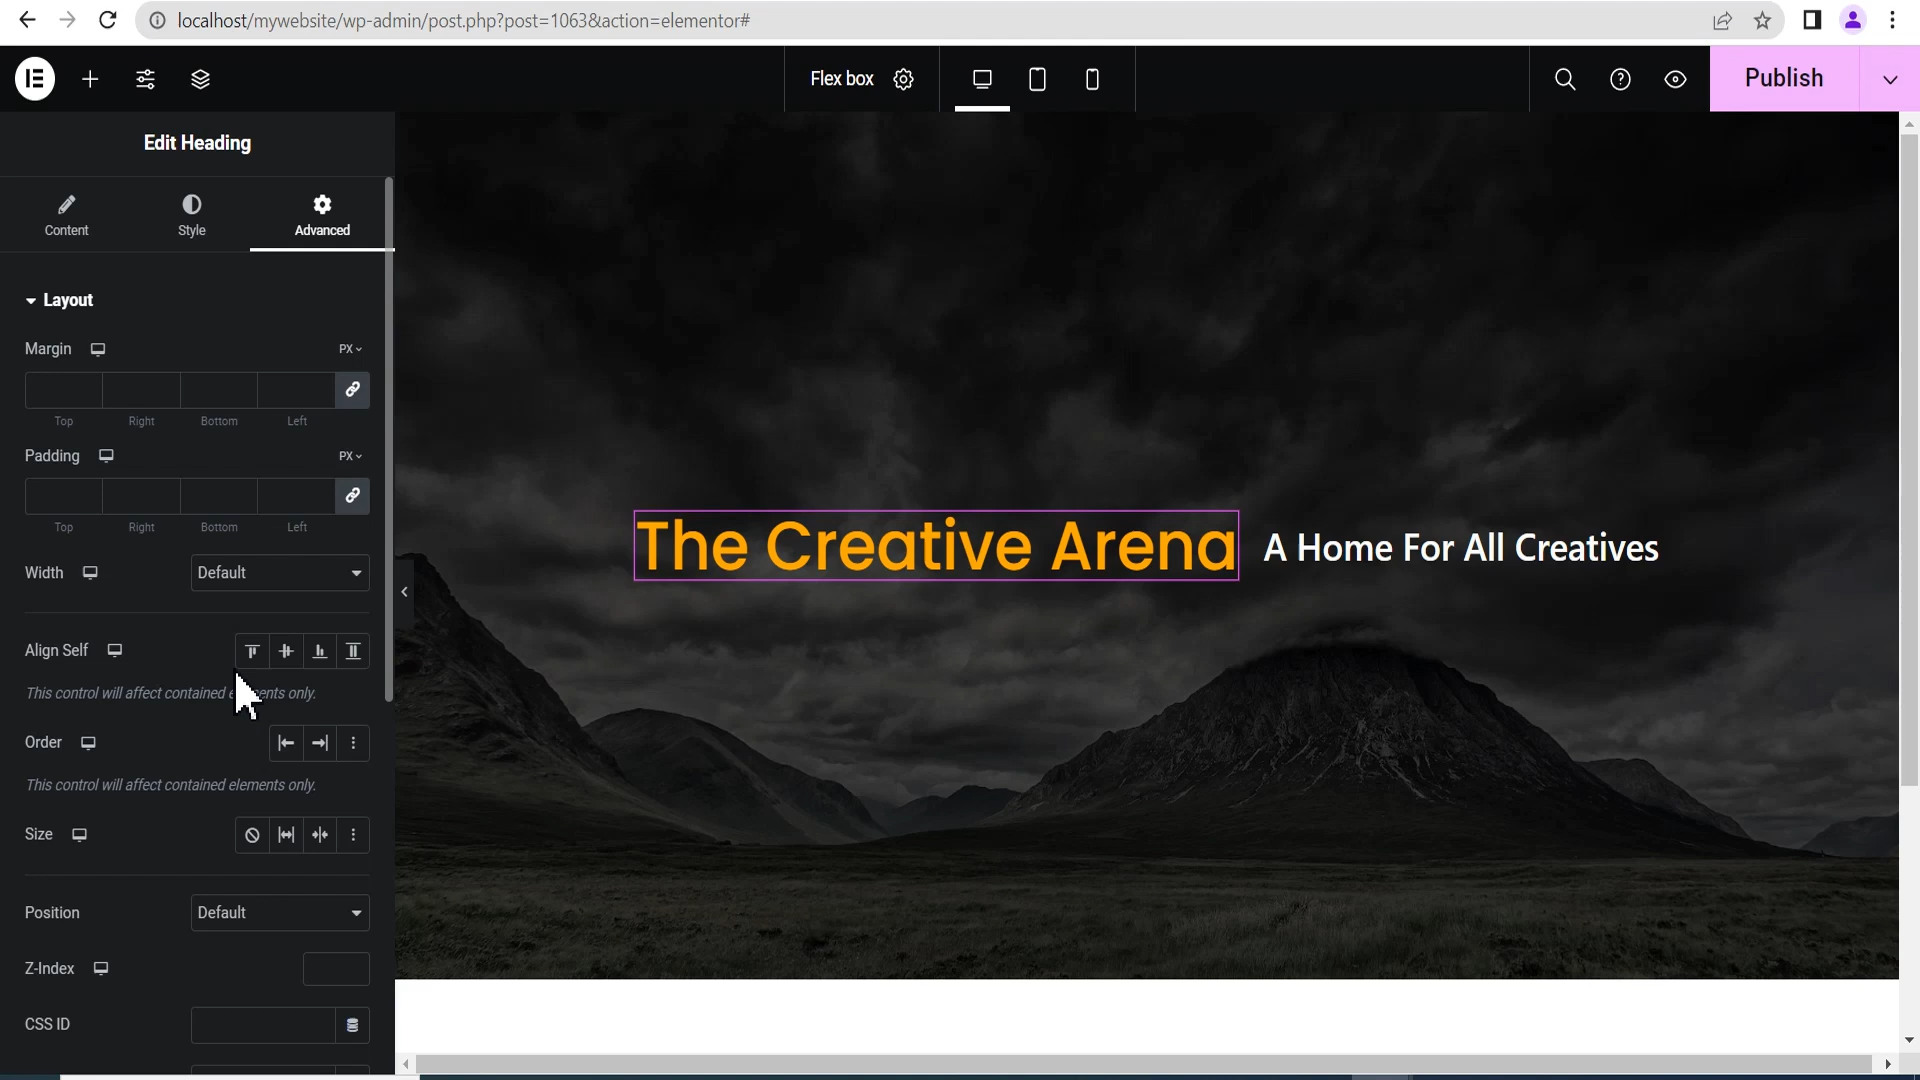 localhost/mywebsite/wp-admin/post.php?post=1063&action=elementor#
Flex box
Publish
Edit Heading
Content
Style
Advanced
Layout
Margin
PX
Top
Right
Bottom
Left
Padding
PX
Top
Right
Bottom
Left
Width
Default
Align Self
This control will affect contained elements only.
Order
This control will affect contained elements only.
Size
Position
Default
Z-Index
CSS ID
The Creative Arena
A Home For All Creatives